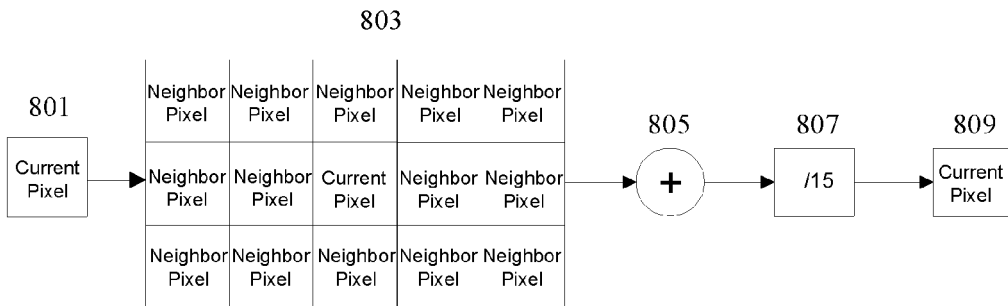 803
801
805
807
809
Neighbor Neighbor Neighbor Neighbor Neighbor
Pixel Pixel Pixel Pixel Pixel
Current
Pixel
Neighbor Neighbor Current Neighbor Neighbor
Pixel Pixel Pixel Pixel Pixel
+
/15
Current
Pixel
Neighbor Neighbor Neighbor Neighbor Neighbor
Pixel Pixel Pixel Pixel Pixel